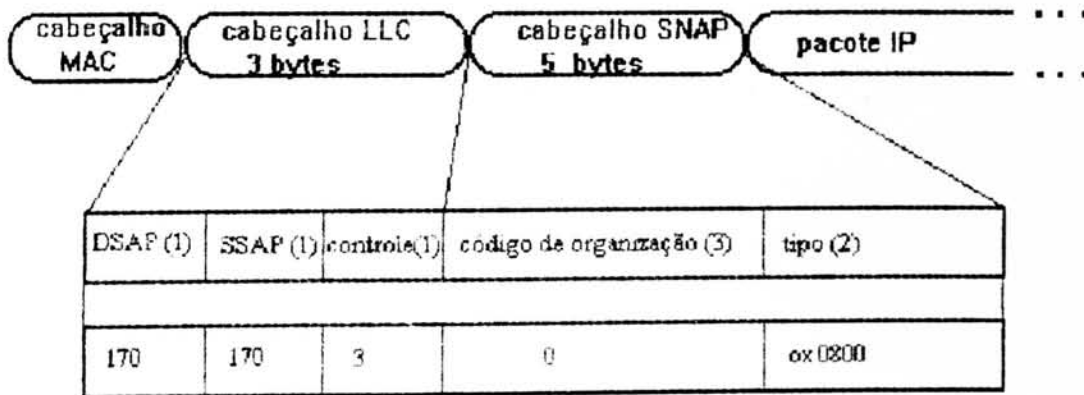 cabeçalho MAC
cabeçalho LLC 3 bytes
cabeçalho SNAP 5 bytes
pacote IP
DSAP (1) SSAP (1) controle(1) código de organização (3) tipo (2)
170 170 3 0 ox 0800